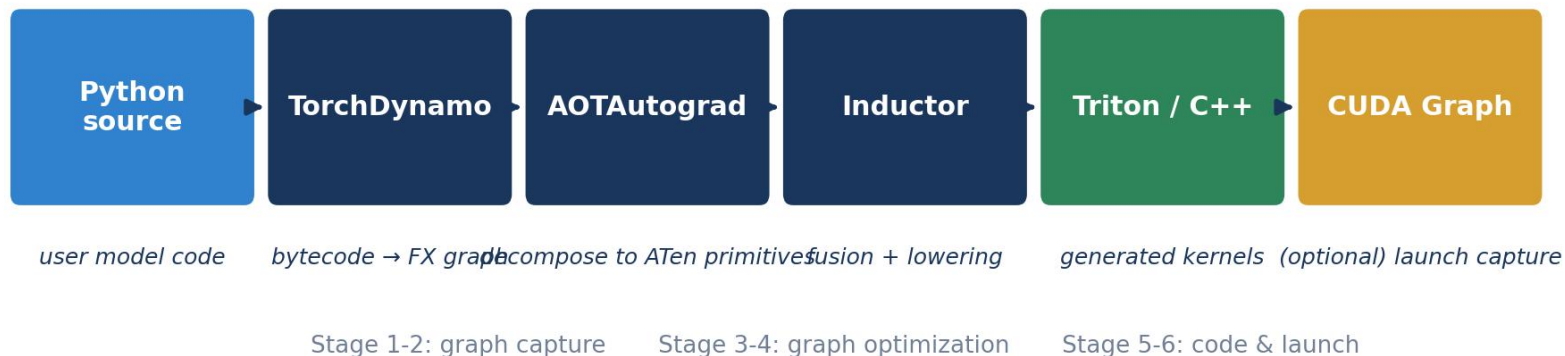 Python
source
TorchDynamo
AOTAutograd
Inductor
Triton / C++
CUDA Graph
user model code
bytecode → FX graph
decompose to ATen primitives
fusion + lowering
generated kernels
(optional) launch capture
Stage 1-2: graph capture
Stage 3-4: graph optimization
Stage 5-6: code & launch